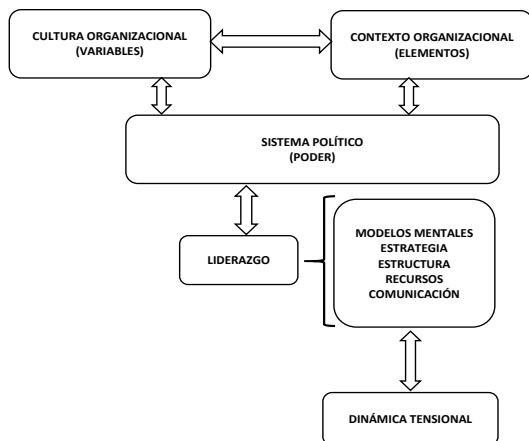 CULTURA ORGANIZACIONAL
(VARIABLES)
CONTEXTO ORGANIZACIONAL
(ELEMENTOS)
SISTEMA POLÍTICO
(PODER)
LIDERAZGO
MODELOS MENTALES
ESTRATEGIA
ESTRUCTURA
RECURSOS
COMUNICACIÓN
DINÁMICA TENSIONAL